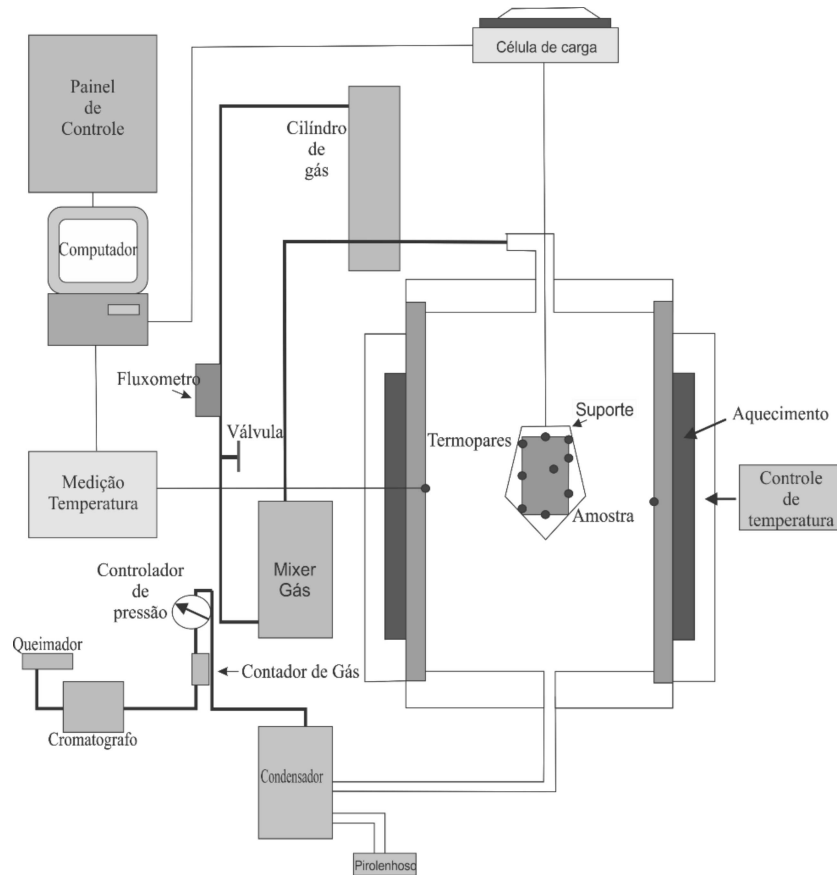 Célula de carga
Painel
de
Controle
Cilíndro
de
gás
Computador
Fluxometro
Válvula
Suporte
Termopares
Aquecimento
Medição
Temperatura
Amostra
Controle
de
temperatura
Mixer
Gás
Controlador
de
pressão
Queimador
Contador de Gás
Cromatografo
Condensador
Pirolenhoso